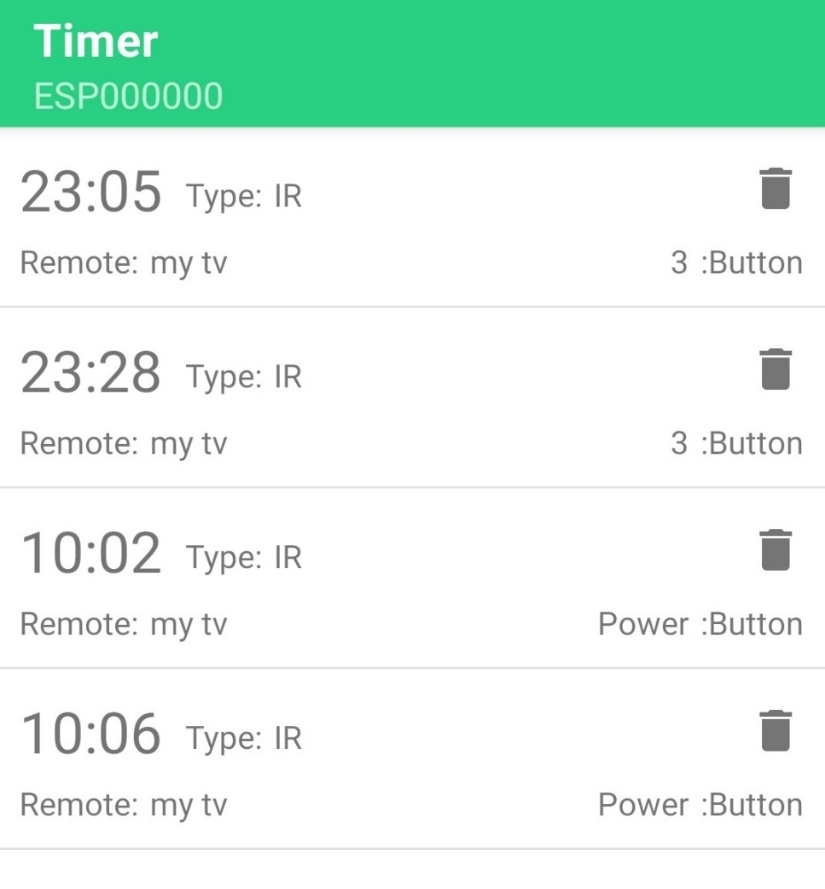 Timer
ESP000000
23:05 Type: IR
Remote: my tv 3 :Button
23:28 Type: IR
Remote: my tv 3 :Button
10:02 Type: IR
Remote: my tv Power :Button
10:06 Type: IR
Remote: my tv Power :Button